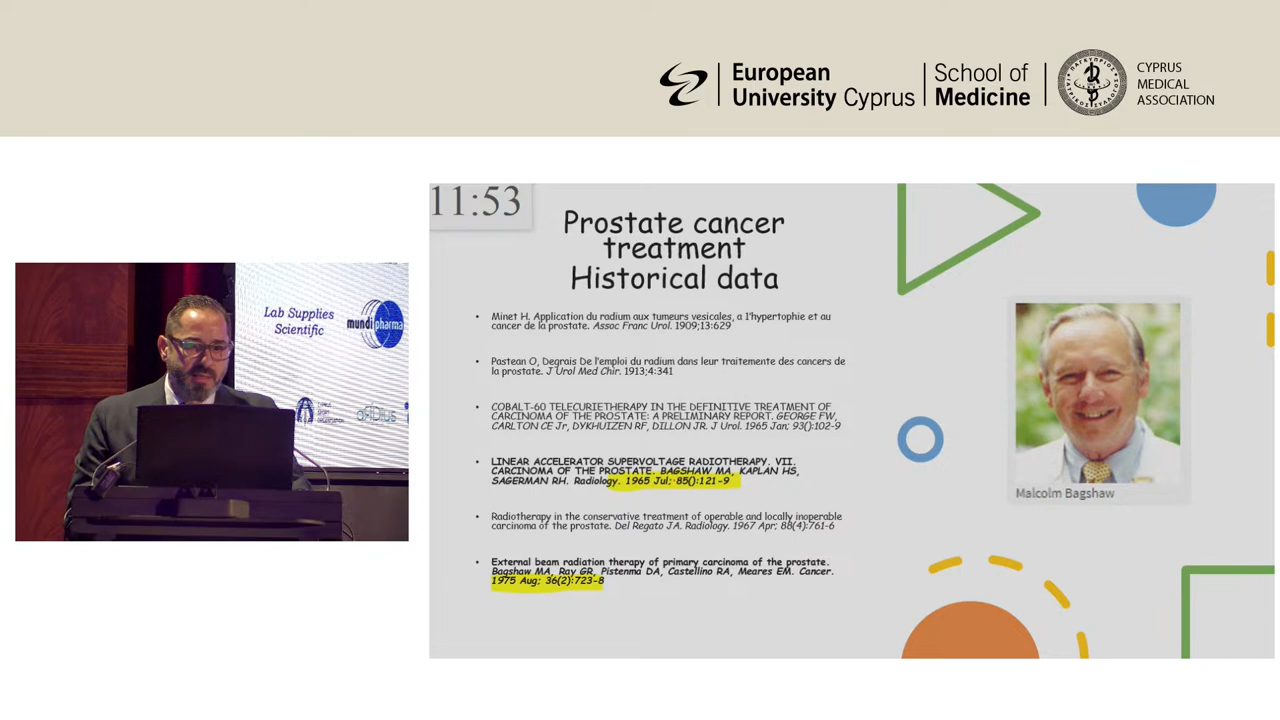 European
University Cyprus
School of
Medicine
CYPRUS
MEDICAL
ASSOCIATION
ΠΑΓΚΥΠΡΙΟΣ
ΙΑΤΡΙΚΟΣ ΣΥΛΛΟΓΟΣ
Lab Supplies
Scientific
mundipharma
11:53
Prostate cancer
treatment
Historical data
• Minet H. Application du radium aux tumeurs vesicales, a 1'hypertophie et au
cancer de la prostate. Assoc Franc Urol. 1909;13:629
• Pastean O, Degrais De l'emploi du radium dans leur traitemente des cancers de
la prostate. J Urol Med Chir. 1913;4:341
• COBALT-60 TELECURIETHERAPY IN THE DEFINITIVE TREATMENT OF
CARCINOMA OF THE PROSTATE: A PRELIMINARY REPORT. GEORGE FW,
CARLTON CE Jr, DYKHUIZEN RF, DILLON JR. J Urol. 1965 Jan; 93():102-9
• LINEAR ACCELERATOR SUPERVOLTAGE RADIOTHERAPY. VII.
CARCINOMA OF THE PROSTATE. BAGSHAW MA, KAPLAN HS,
SAGERMAN RH. Radiology. 1965 Jul; 85():121-9
• Radiotherapy in the conservative treatment of operable and locally inoperable
carcinoma of the prostate. Del Regato JA. Radiology. 1967 Apr; 88(4):761-6
• External beam radiation therapy of primary carcinoma of the prostate.
Bagshaw MA, Ray GR, Pistenma DA, Castellino RA, Meares EM. Cancer.
1975 Aug; 36(2):723-8
Malcolm Bagshaw